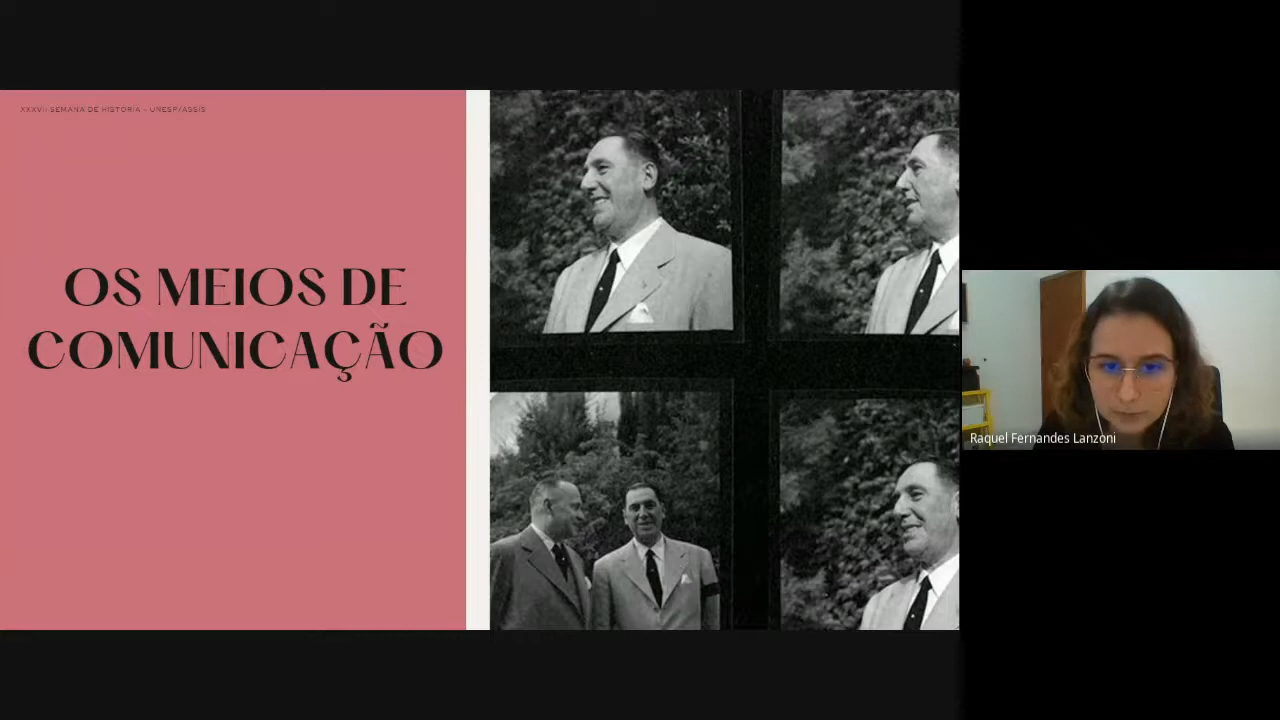 XXXVII SEMANA DE HISTÓRIA - UNESP/ASSIS
OS MEIOS DE
COMUNICAÇÃO
Raquel Fernandes Lanzoni